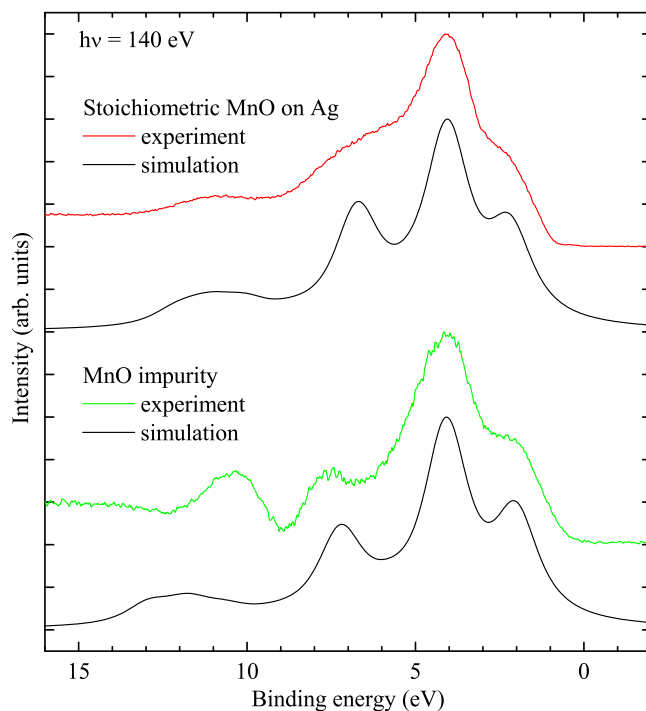 hν = 140 eV
Stoichiometric MnO on Ag
experiment
simulation
MnO impurity
experiment
simulation
Intensity (arb. units)
15 10 5 0
Binding energy (eV)